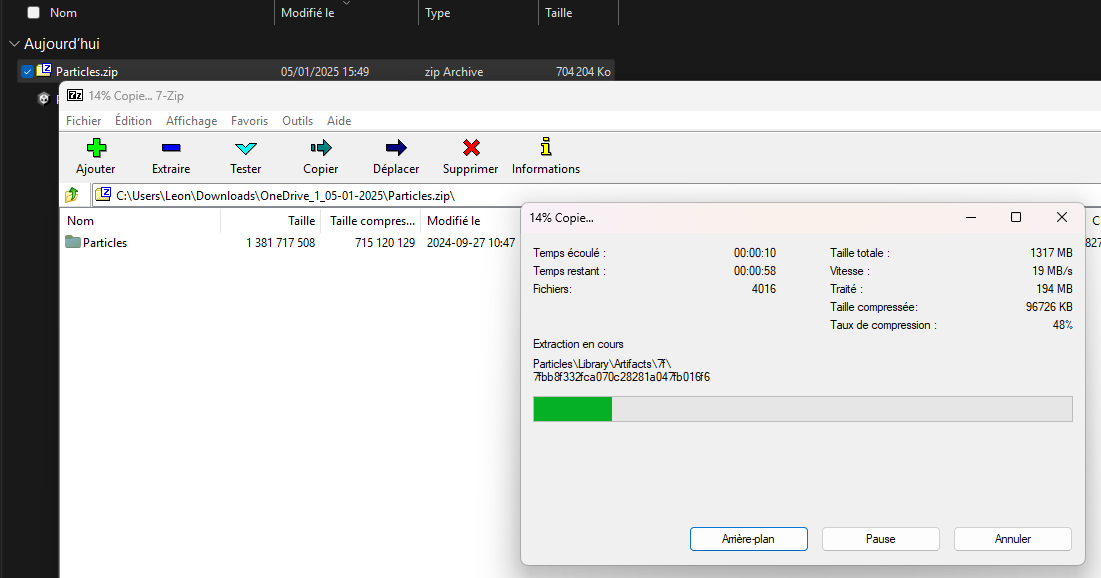 Nom Modifié le Type Taille
Aujourd'hui
Particles.zip 05/01/2025 15:49 zip Archive 704 204 Ko
14% Copie... 7-Zip
Fichier Édition Affichage Favoris Outils Aide
Ajouter Extraire Tester Copier Déplacer Supprimer Informations
C:\Users\Leon\Downloads\OneDrive_1_05-01-2025\Particles.zip\
Nom Taille Taille compres... Modifié le
Particles 1 381 717 508 715 120 129 2024-09-27 10:47
14% Copie...
Temps écoulé : 00:00:10 Taille totale : 1317 MB
Temps restant : 00:00:58 Vitesse : 19 MB/s
Fichiers: 4016 Traité : 194 MB
Taille compressée: 96726 KB
Taux de compression : 48%
Extraction en cours
Particles\Library\Artifacts\7f\
7fbb8f332fca070c28281a047fb016f6
Arrière-plan Pause Annuler